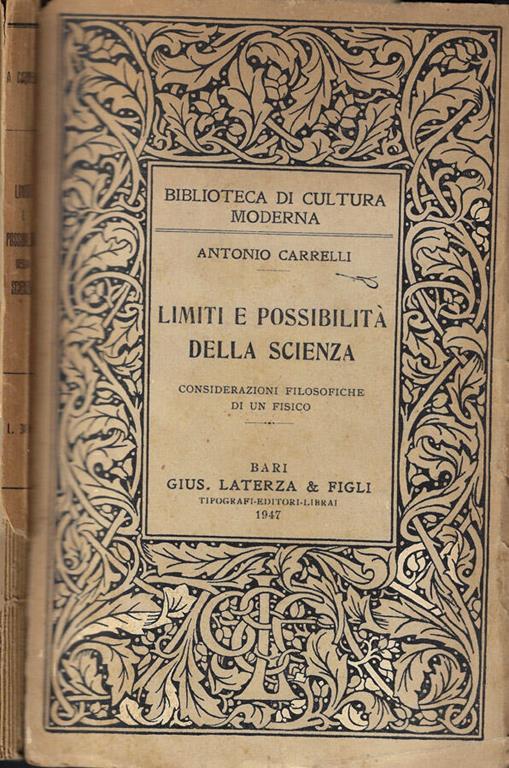 BIBLIOTECA DI CULTURA
MODERNA
ANTONIO CARRELLI
LIMITI E POSSIBILITÀ
DELLA SCIENZA
CONSIDERAZIONI FILOSOFICHE
DI UN FISICO
BARI
GIUS. LATERZA & FIGLI
TIPOGRAFI-EDITORI-LIBRAI
1947